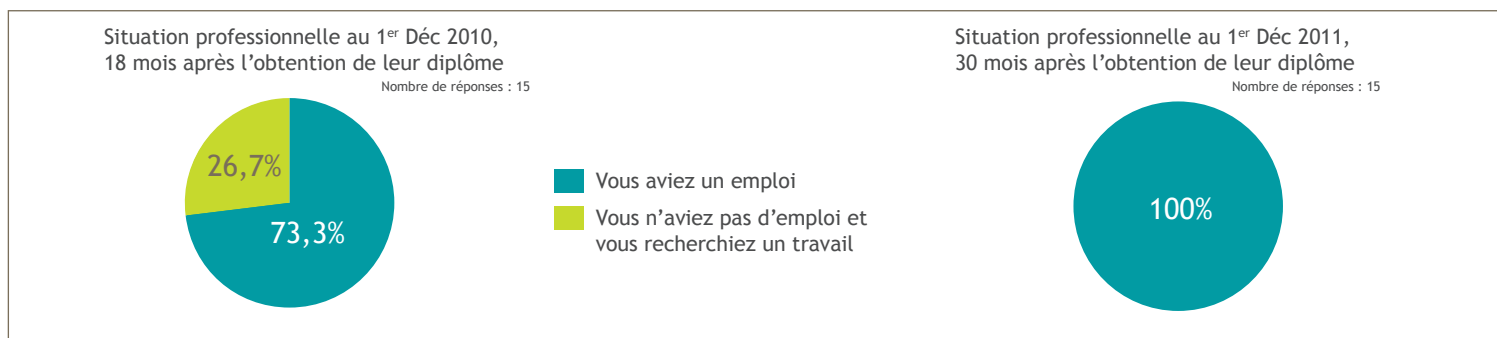 Situation professionnelle au 1er Déc 2010,
18 mois après l’obtention de leur diplôme
Nombre de réponses : 15
26,7%
73,3%
Vous aviez un emploi
Vous n’aviez pas d’emploi et
vous recherchiez un travail
Situation professionnelle au 1er Déc 2011,
30 mois après l’obtention de leur diplôme
Nombre de réponses : 15
100%